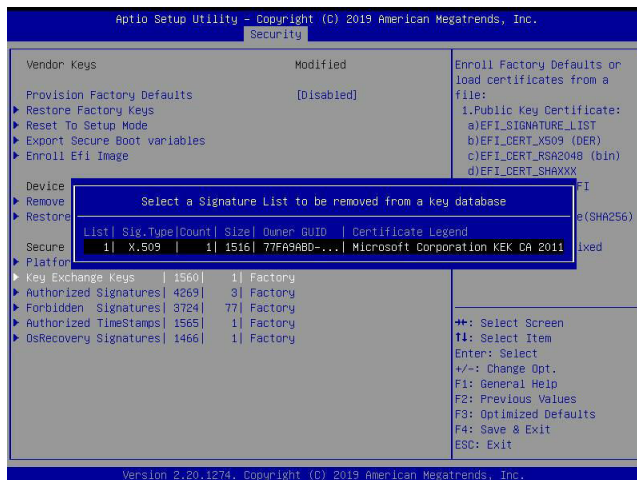 Aptio Setup Utility – Copyright (C) 2019 American Megatrends, Inc.
Security
Vendor Keys Modified
Provision Factory Defaults [Disabled]
Restore Factory Keys
Reset To Setup Mode
Export Secure Boot variables
Enroll Efi Image
Device
Remove
Restore
Secure
Platfor
Key Exchange Keys | 1560| 1| Factory
Authorized Signatures| 4269| 3| Factory
Forbidden Signatures| 3724| 77| Factory
Authorized TimeStamps| 1565| 1| Factory
OsRecovery Signatures| 1466| 1| Factory
Select a Signature List to be removed from a key database
List| Sig.Type|Count| Size| Owner GUID | Certificate Legend
1| X.509 | 1| 1516| 77FA9ABD-...| Microsoft Corporation KEK CA 2011
Enroll Factory Defaults or
load certificates from a
file:
1.Public Key Certificate:
a)EFI_SIGNATURE_LIST
b)EFI_CERT_X509 (DER)
c)EFI_CERT_RSA2048 (bin)
d)EFI_CERT_SHAXXX
FI
e(SHA256)
ixed
→←: Select Screen
↑↓: Select Item
Enter: Select
+/-: Change Opt.
F1: General Help
F2: Previous Values
F3: Optimized Defaults
F4: Save & Exit
ESC: Exit
Version 2.20.1274. Copyright (C) 2019 American Megatrends, Inc.